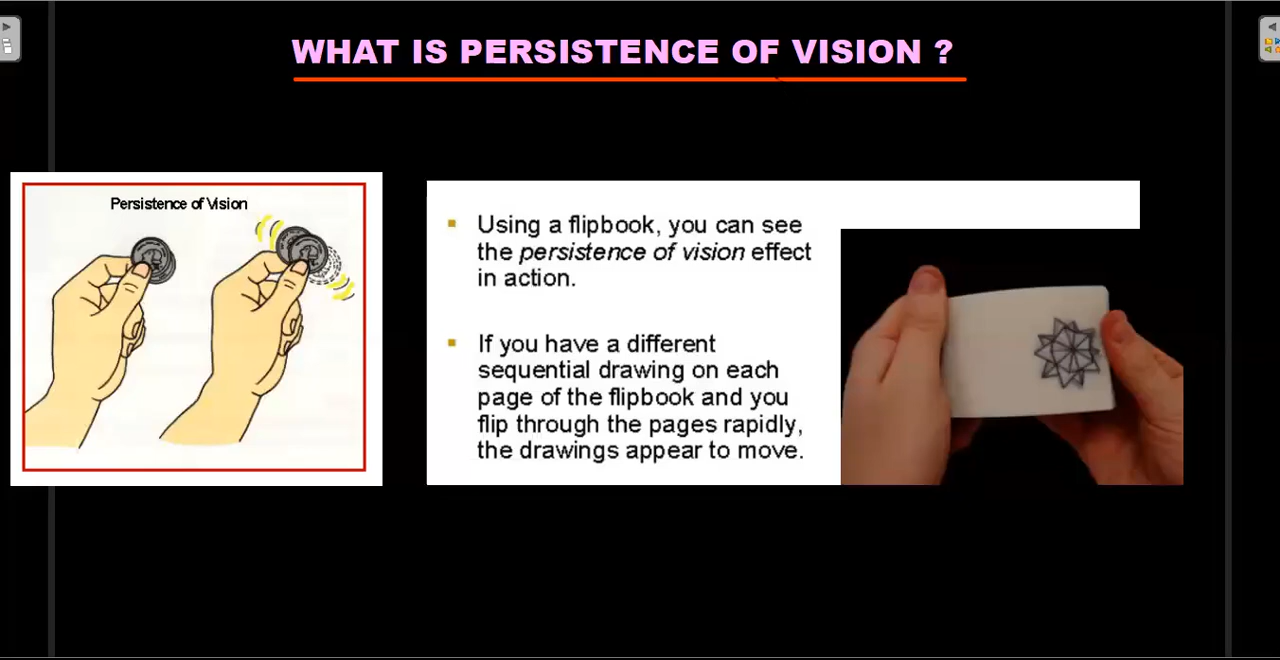 WHAT IS PERSISTENCE OF VISION ?
Persistence of Vision
Using a flipbook, you can see
the persistence of vision effect
in action.
If you have a different
sequential drawing on each
page of the flipbook and you
flip through the pages rapidly,
the drawings appear to move.